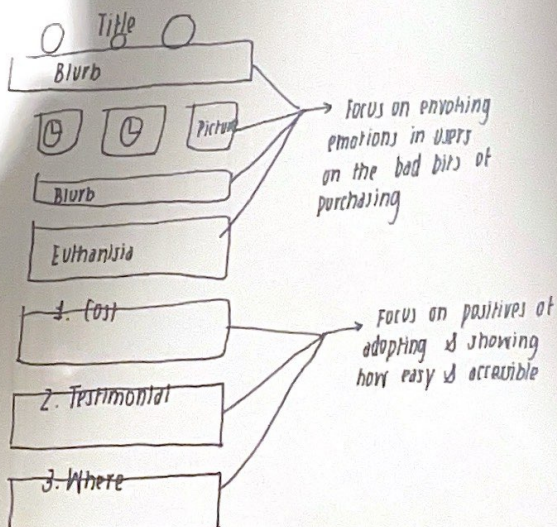 Title
Blurb
Picture
Blurb
Euthanisia
1. Cost
2. Testimonial
3. Where
→ Focus on envoking
emotions in users
on the bad bits of
purchasing
→ Focus on positives of
adopting & showing
how easy & accessible